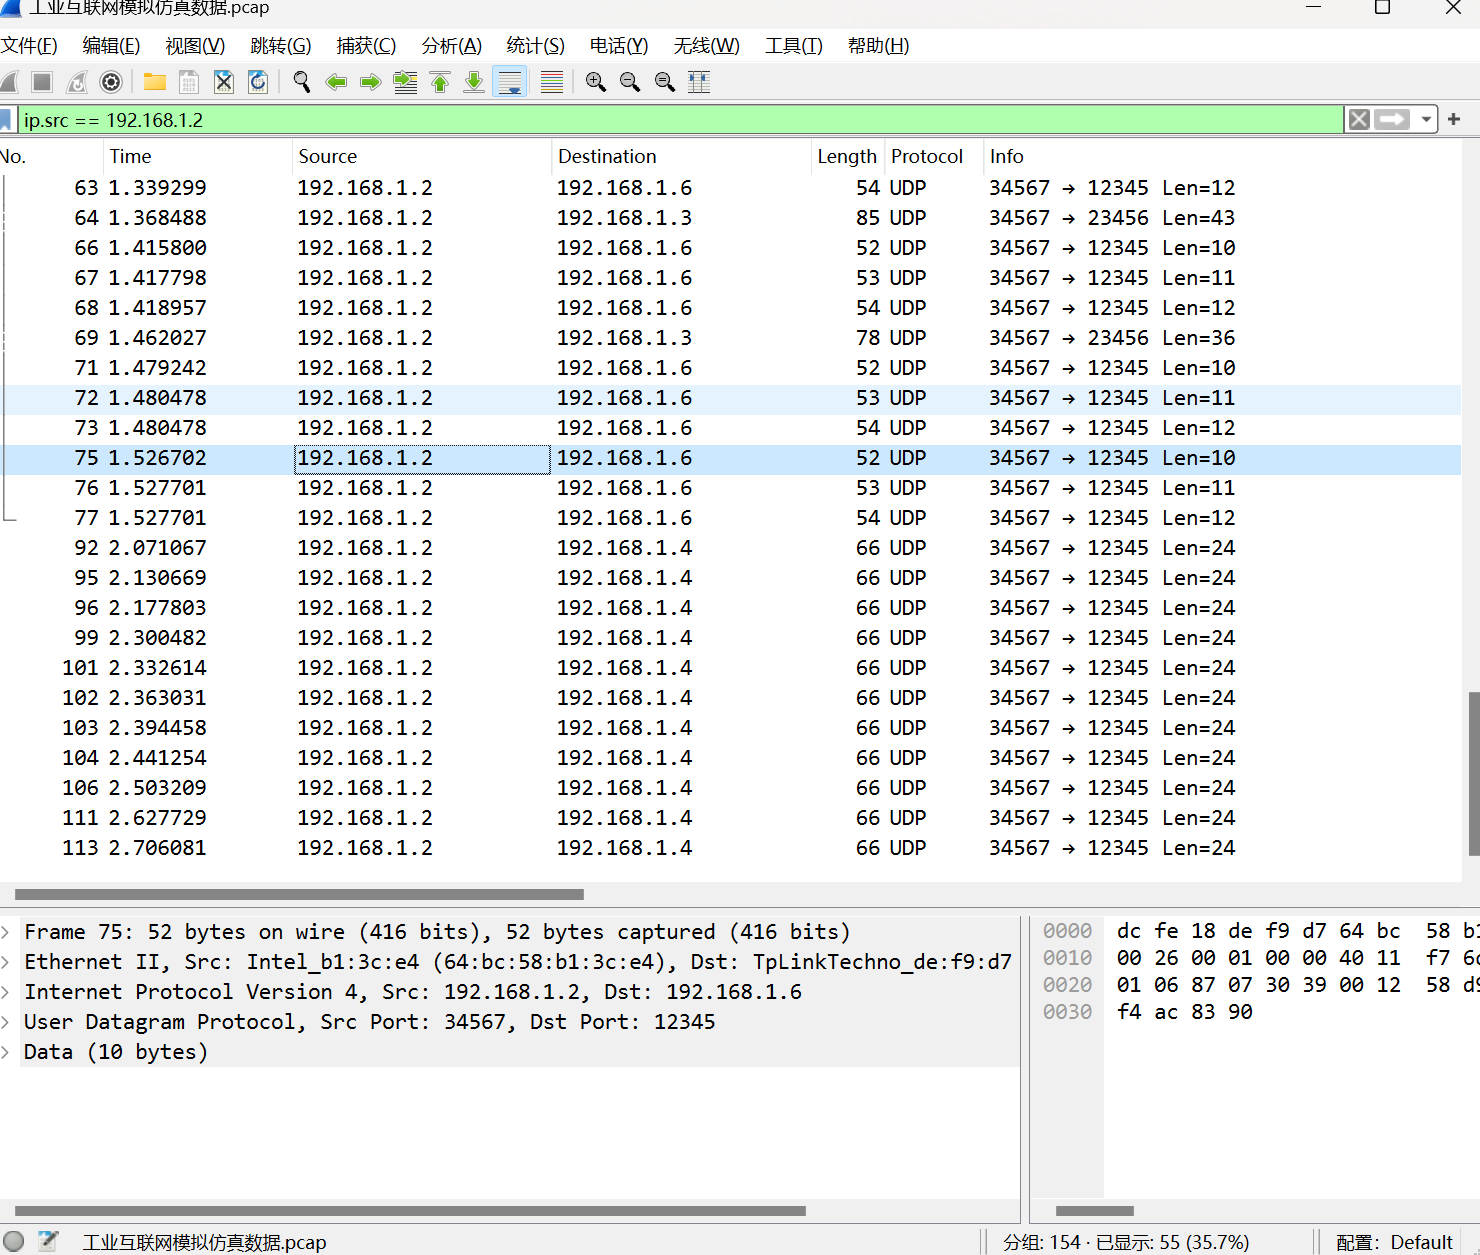 工业互联网模拟仿真数据.pcap
文件(F) 编辑(E) 视图(V) 跳转(G) 捕获(C) 分析(A) 统计(S) 电话(Y) 无线(W) 工具(T) 帮助(H)
ip.src == 192.168.1.2
No. Time Source Destination Length Protocol Info
63 1.339299 192.168.1.2 192.168.1.6 54 UDP 34567 → 12345 Len=12
64 1.368488 192.168.1.2 192.168.1.3 85 UDP 34567 → 23456 Len=43
66 1.415800 192.168.1.2 192.168.1.6 52 UDP 34567 → 12345 Len=10
67 1.417798 192.168.1.2 192.168.1.6 53 UDP 34567 → 12345 Len=11
68 1.418957 192.168.1.2 192.168.1.6 54 UDP 34567 → 12345 Len=12
69 1.462027 192.168.1.2 192.168.1.3 78 UDP 34567 → 23456 Len=36
71 1.479242 192.168.1.2 192.168.1.6 52 UDP 34567 → 12345 Len=10
72 1.480478 192.168.1.2 192.168.1.6 53 UDP 34567 → 12345 Len=11
73 1.480478 192.168.1.2 192.168.1.6 54 UDP 34567 → 12345 Len=12
75 1.526702 192.168.1.2 192.168.1.6 52 UDP 34567 → 12345 Len=10
76 1.527701 192.168.1.2 192.168.1.6 53 UDP 34567 → 12345 Len=11
77 1.527701 192.168.1.2 192.168.1.6 54 UDP 34567 → 12345 Len=12
92 2.071067 192.168.1.2 192.168.1.4 66 UDP 34567 → 12345 Len=24
95 2.130669 192.168.1.2 192.168.1.4 66 UDP 34567 → 12345 Len=24
96 2.177803 192.168.1.2 192.168.1.4 66 UDP 34567 → 12345 Len=24
99 2.300482 192.168.1.2 192.168.1.4 66 UDP 34567 → 12345 Len=24
101 2.332614 192.168.1.2 192.168.1.4 66 UDP 34567 → 12345 Len=24
102 2.363031 192.168.1.2 192.168.1.4 66 UDP 34567 → 12345 Len=24
103 2.394458 192.168.1.2 192.168.1.4 66 UDP 34567 → 12345 Len=24
104 2.441254 192.168.1.2 192.168.1.4 66 UDP 34567 → 12345 Len=24
106 2.503209 192.168.1.2 192.168.1.4 66 UDP 34567 → 12345 Len=24
111 2.627729 192.168.1.2 192.168.1.4 66 UDP 34567 → 12345 Len=24
113 2.706081 192.168.1.2 192.168.1.4 66 UDP 34567 → 12345 Len=24
Frame 75: 52 bytes on wire (416 bits), 52 bytes captured (416 bits)
Ethernet II, Src: Intel_b1:3c:e4 (64:bc:58:b1:3c:e4), Dst: TpLinkTechno_de:f9:d7
Internet Protocol Version 4, Src: 192.168.1.2, Dst: 192.168.1.6
User Datagram Protocol, Src Port: 34567, Dst Port: 12345
Data (10 bytes)
0000 dc fe 18 de f9 d7 64 bc 58 b1
0010 00 26 00 01 00 00 40 11 f7 6c
0020 01 06 87 07 30 39 00 12 58 d9
0030 f4 ac 83 90
工业互联网模拟仿真数据.pcap
分组: 154 · 已显示: 55 (35.7%)
配置: Default